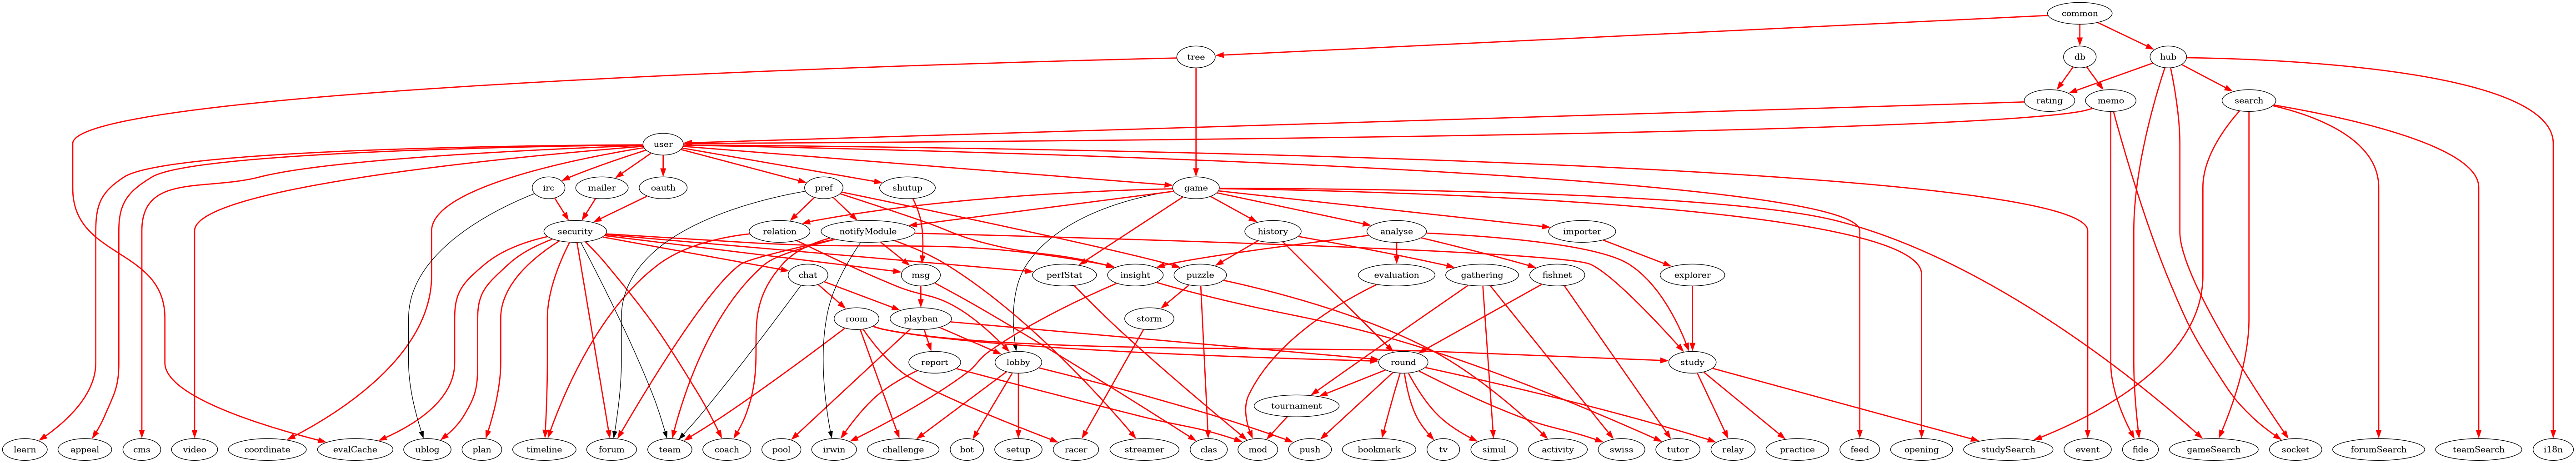 common
tree
db
hub
rating
memo
search
user
irc
mailer
oauth
pref
shutup
game
security
relation
notifyModule
history
analyse
importer
chat
msg
perfStat
insight
puzzle
evaluation
gathering
fishnet
explorer
room
playban
storm
report
lobby
round
study
tournament
learn
appeal
cms
video
coordinate
evalCache
ublog
plan
timeline
forum
team
coach
pool
irwin
challenge
bot
setup
racer
streamer
clas
mod
push
bookmark
tv
simul
activity
swiss
tutor
relay
practice
feed
opening
studySearch
event
fide
gameSearch
socket
forumSearch
teamSearch
i18n